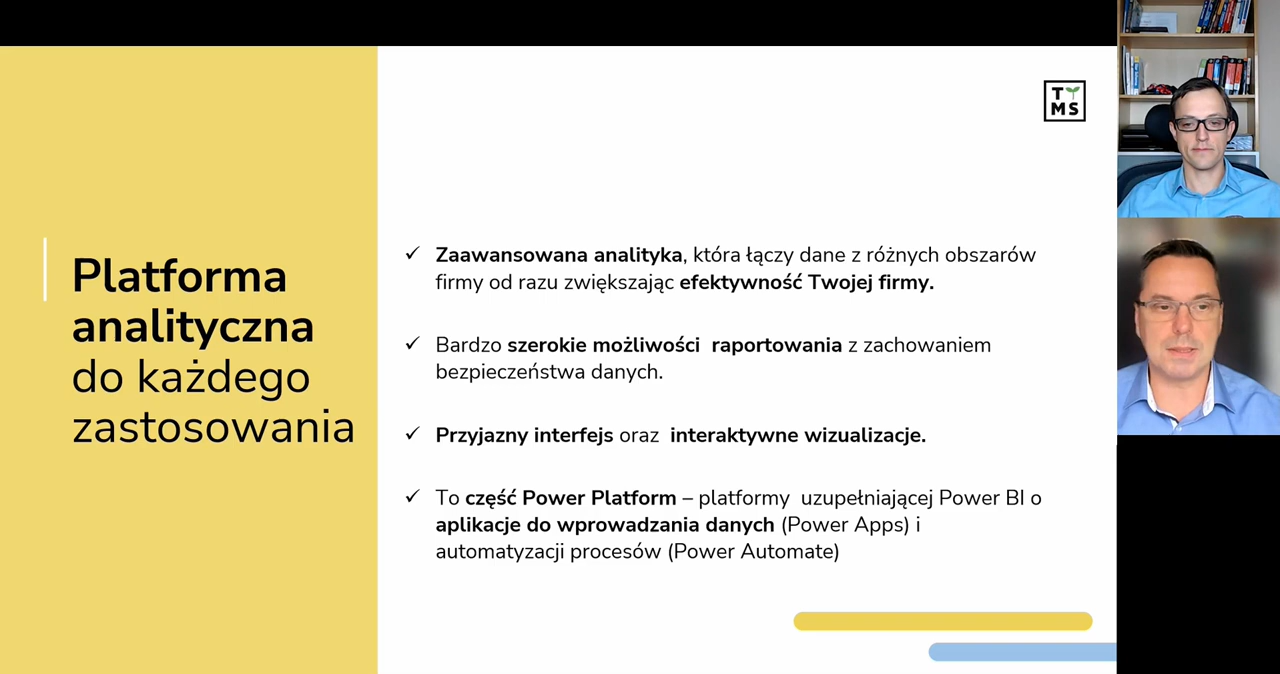 Platforma
analityczna
do każdego
zastosowania
TMS
Zaawansowana analityka, która łączy dane z różnych obszarów
firmy od razu zwiększając efektywność Twojej firmy.
Bardzo szerokie możliwości raportowania z zachowaniem
bezpieczeństwa danych.
Przyjazny interfejs oraz interaktywne wizualizacje.
To część Power Platform – platformy uzupełniającej Power BI o
aplikacje do wprowadzania danych (Power Apps) i
automatyzacji procesów (Power Automate)